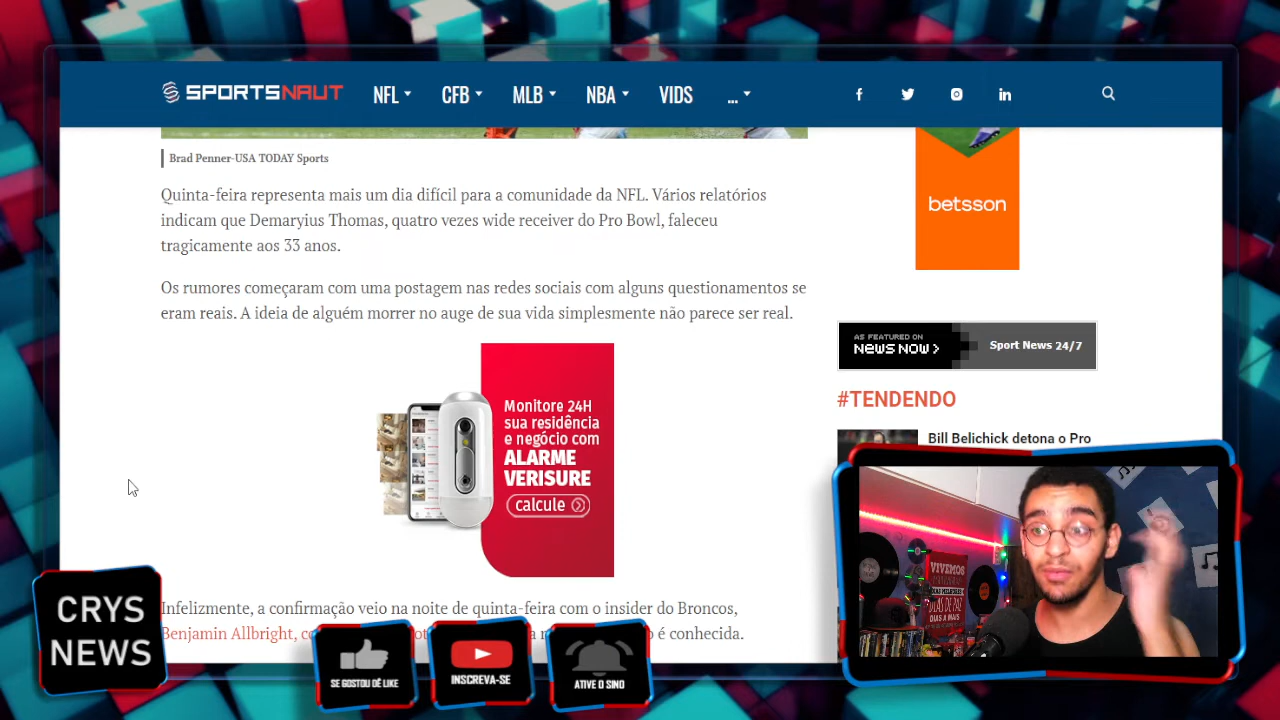 SPORTSNAUT NFL CFB MLB NBA VIDS ...
Brad Penner-USA TODAY Sports
Quinta-feira representa mais um dia difícil para a comunidade da NFL. Vários relatórios
indicam que Demaryius Thomas, quatro vezes wide receiver do Pro Bowl, faleceu
tragicamente aos 33 anos.
Os rumores começaram com uma postagem nas redes sociais com alguns questionamentos se
eram reais. A ideia de alguém morrer no auge de sua vida simplesmente não parece ser real.
Monitore 24H
sua residência
e negócio com
ALARME
VERISURE
calcule
Infelizmente, a confirmação veio na noite de quinta-feira com o insider do Broncos,
Benjamin Allbright, é conhecida.
betsson
AS FEATURED ON
NEWS NOW >
Sport News 24/7
#TENDENDO
Bill Belichick detona o Pro
VIVEMOS
DIAS A MAIS
CRYS
NEWS
SE GOSTOU DÊ LIKE
INSCREVA-SE
ATIVE O SINO